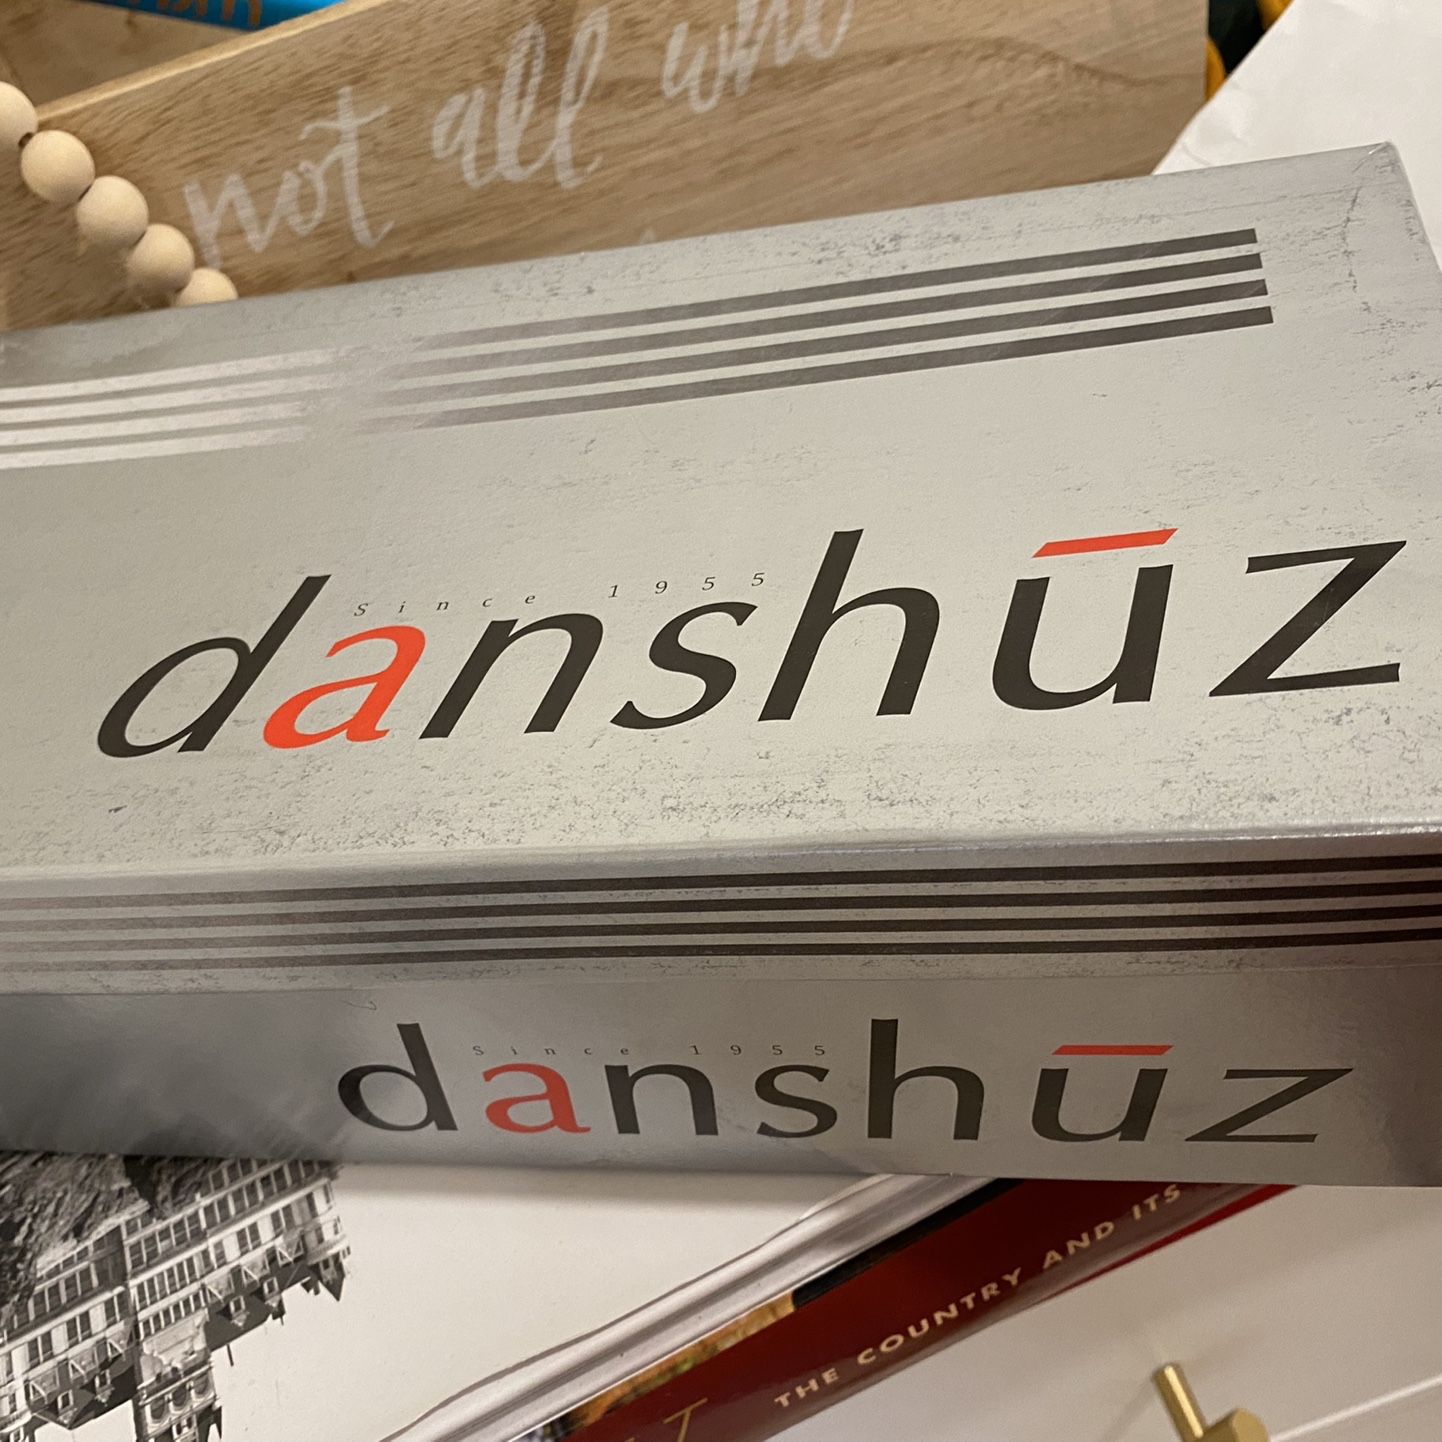 not all who
Since 1955
danshūz
Since 1955
danshūz
THE COUNTRY AND ITS